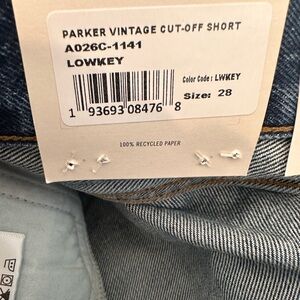 PARKER VINTAGE CUT-OFF SHORT
A026C-1141
LOWKEY
Color Code: LWKEY
Size: 28
1 93693 08476 8
100% RECYCLED PAPER